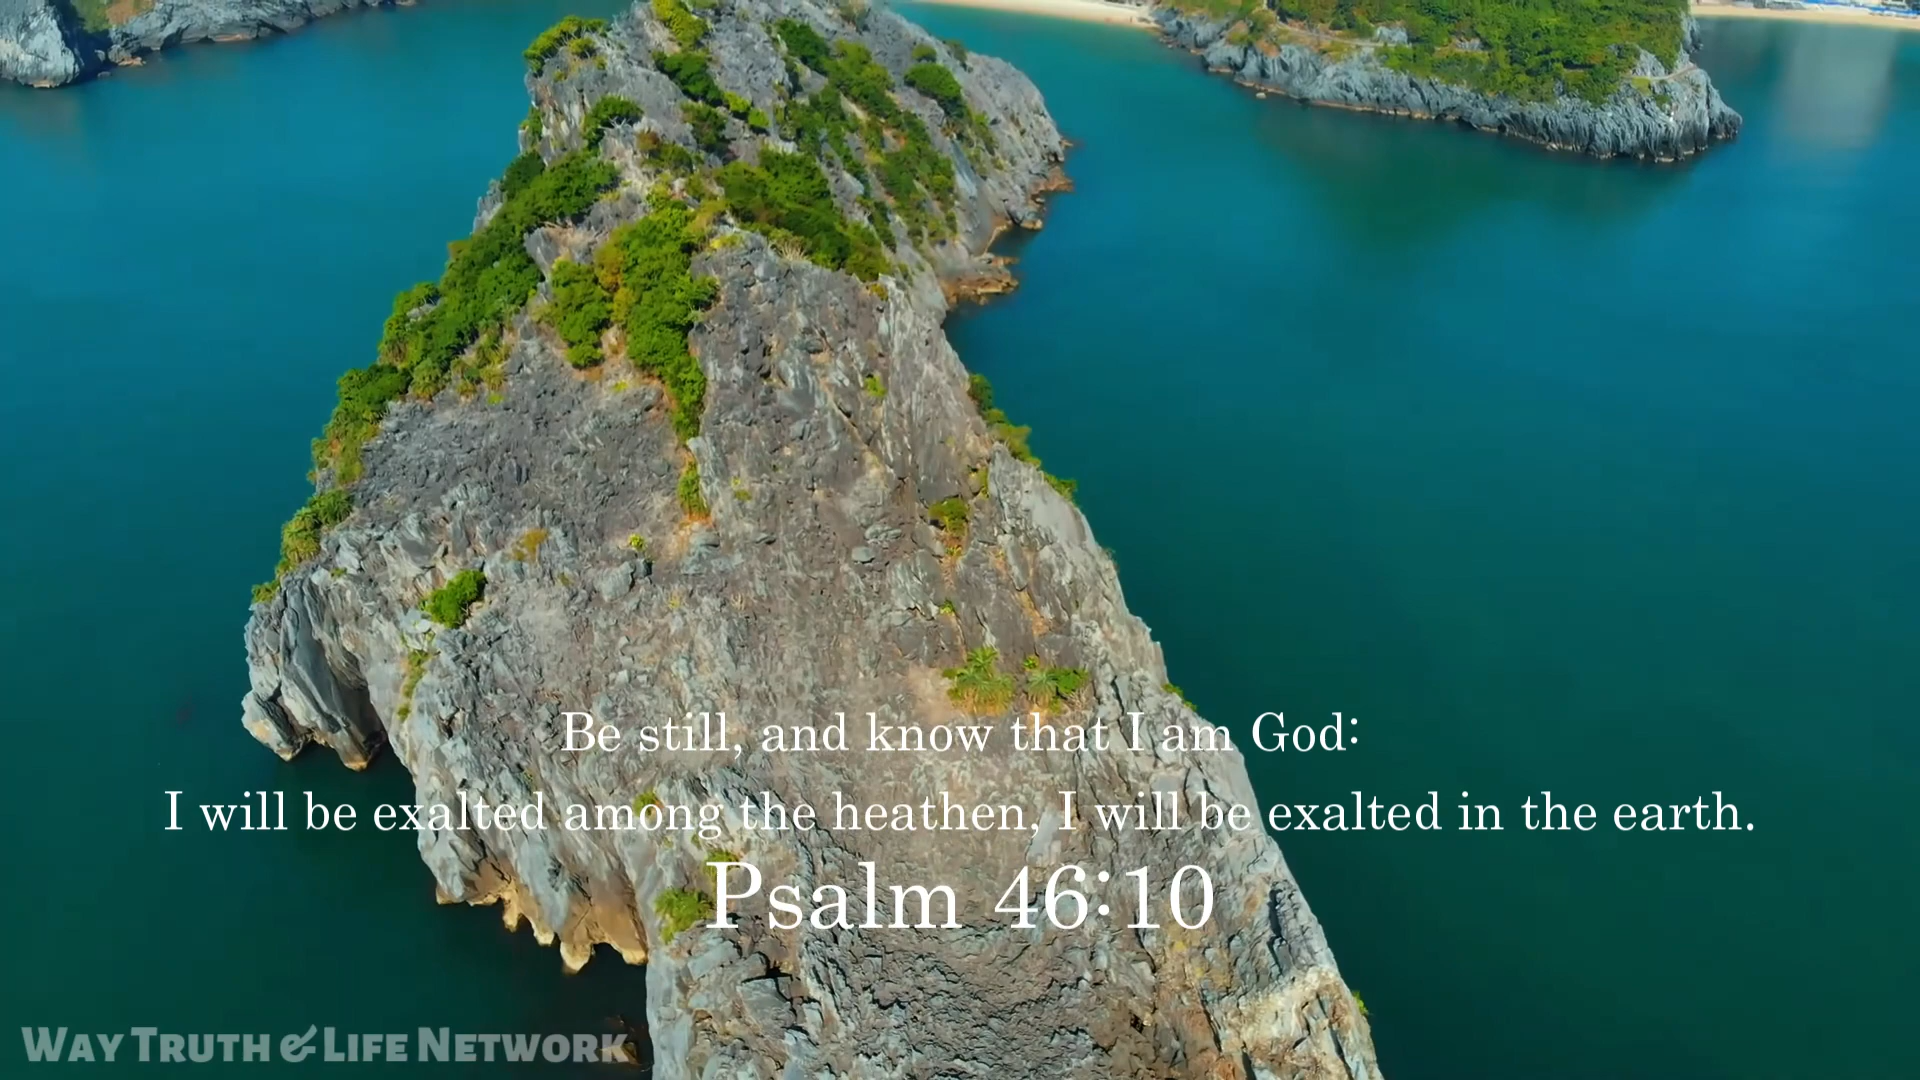 Be still, and know that I am God:
I will be exalted among the heathen, I will be exalted in the earth.
Psalm 46:10
WAY TRUTH & LIFE NETWORK